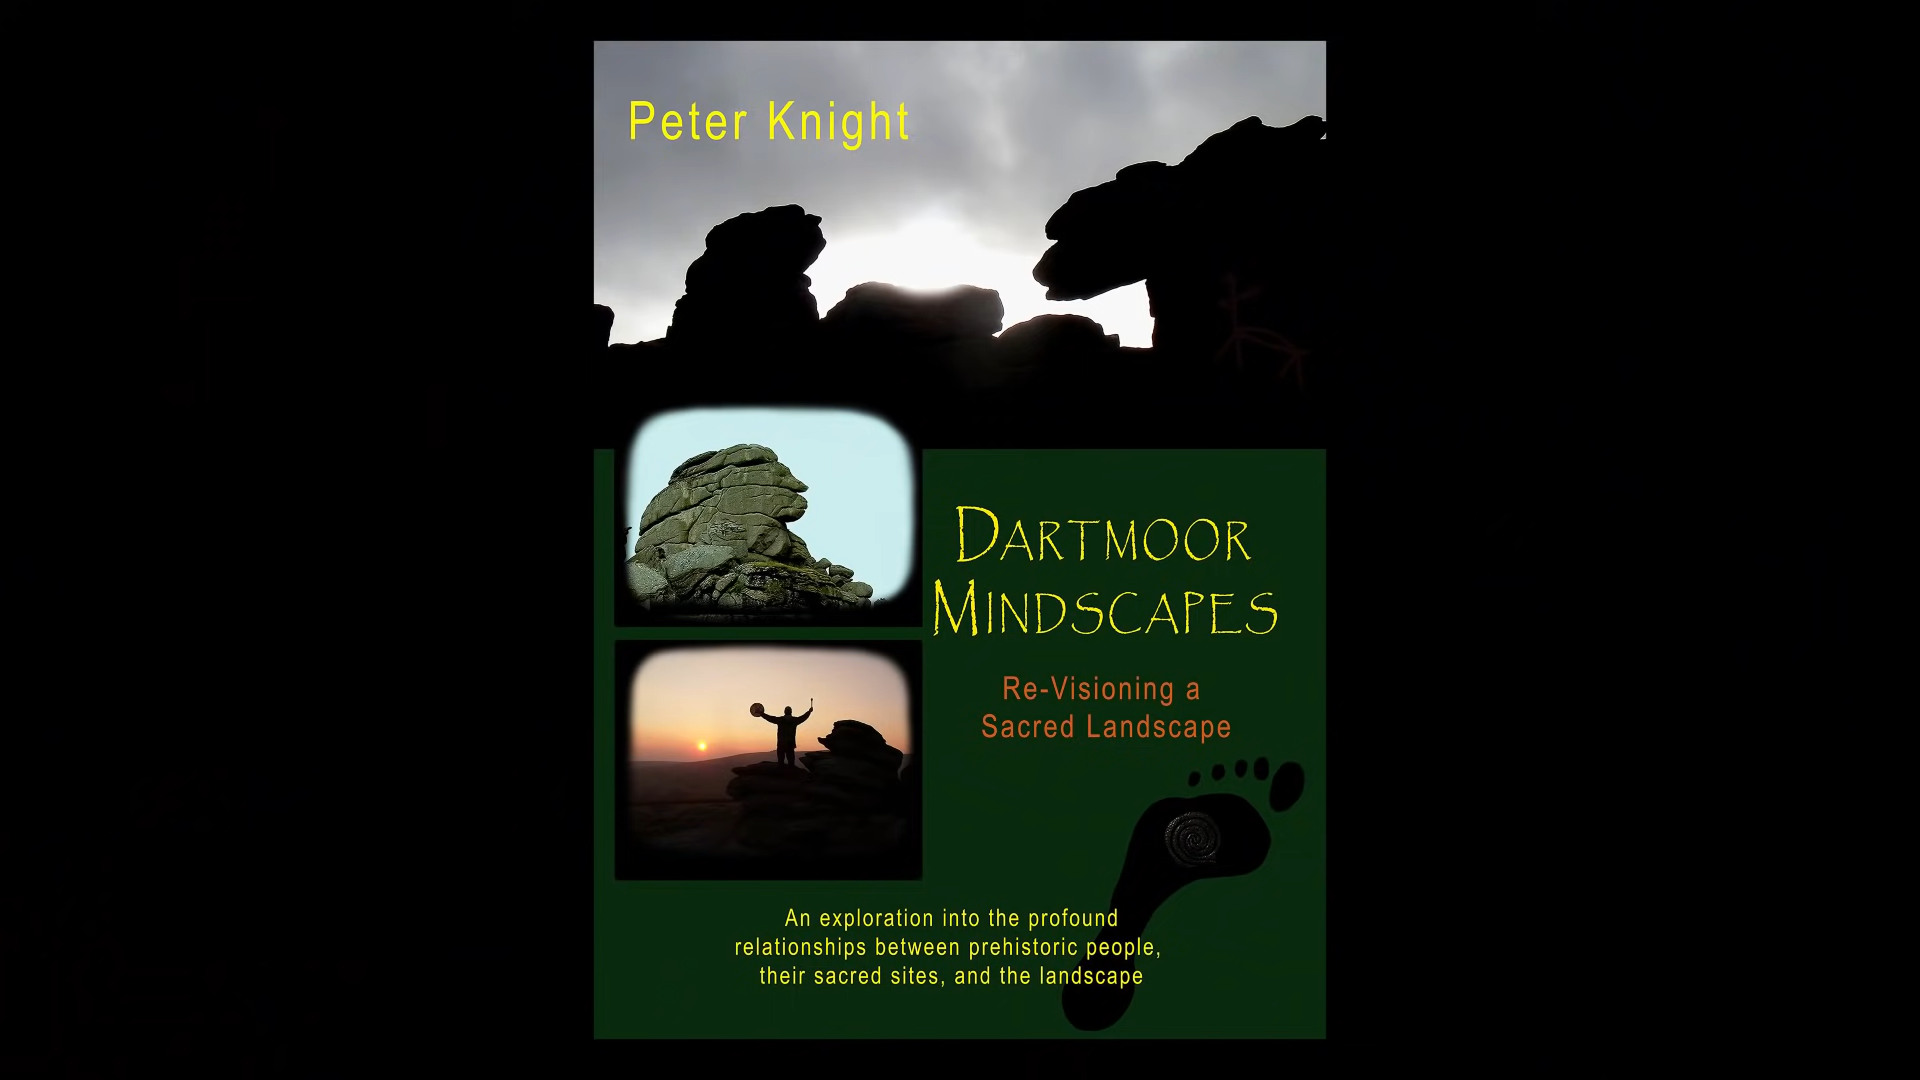 Peter Knight
Dartmoor
Mindscapes
Re-Visioning a
Sacred Landscape
An exploration into the profound
relationships between prehistoric people,
their sacred sites, and the landscape